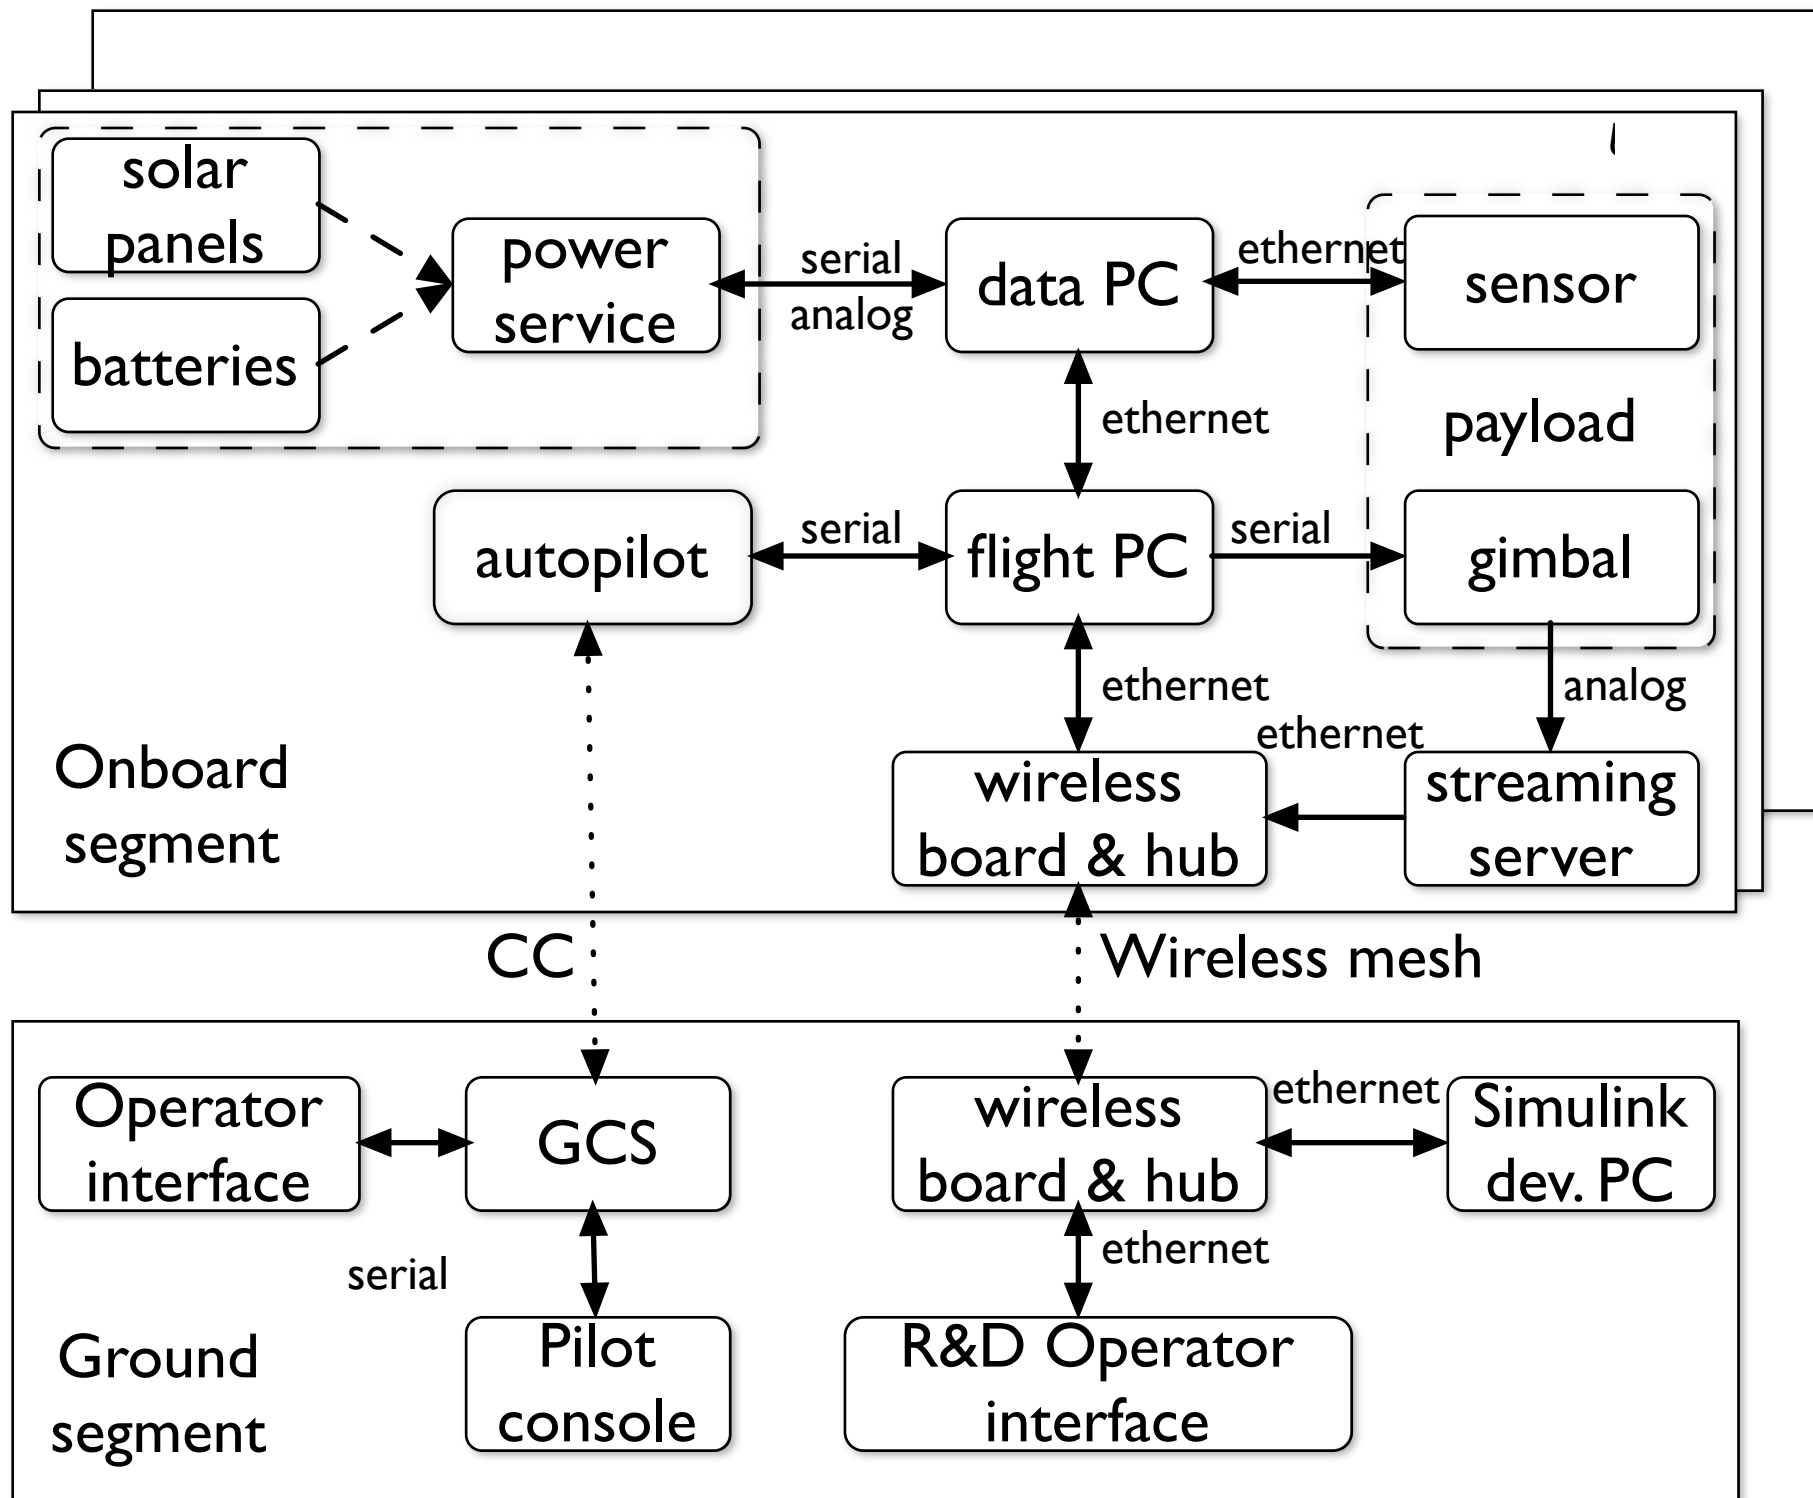 solar
panels
power
service
serial
analog
data PC
ethernet
sensor
batteries
ethernet
payload
autopilot
serial
flight PC
serial
gimbal
ethernet
analog
ethernet
Onboard
segment
wireless
board & hub
streaming
server
CC
Wireless mesh
Operator
interface
GCS
wireless
board & hub
ethernet
Simulink
dev. PC
serial
ethernet
Ground
segment
Pilot
console
R&D Operator
interface